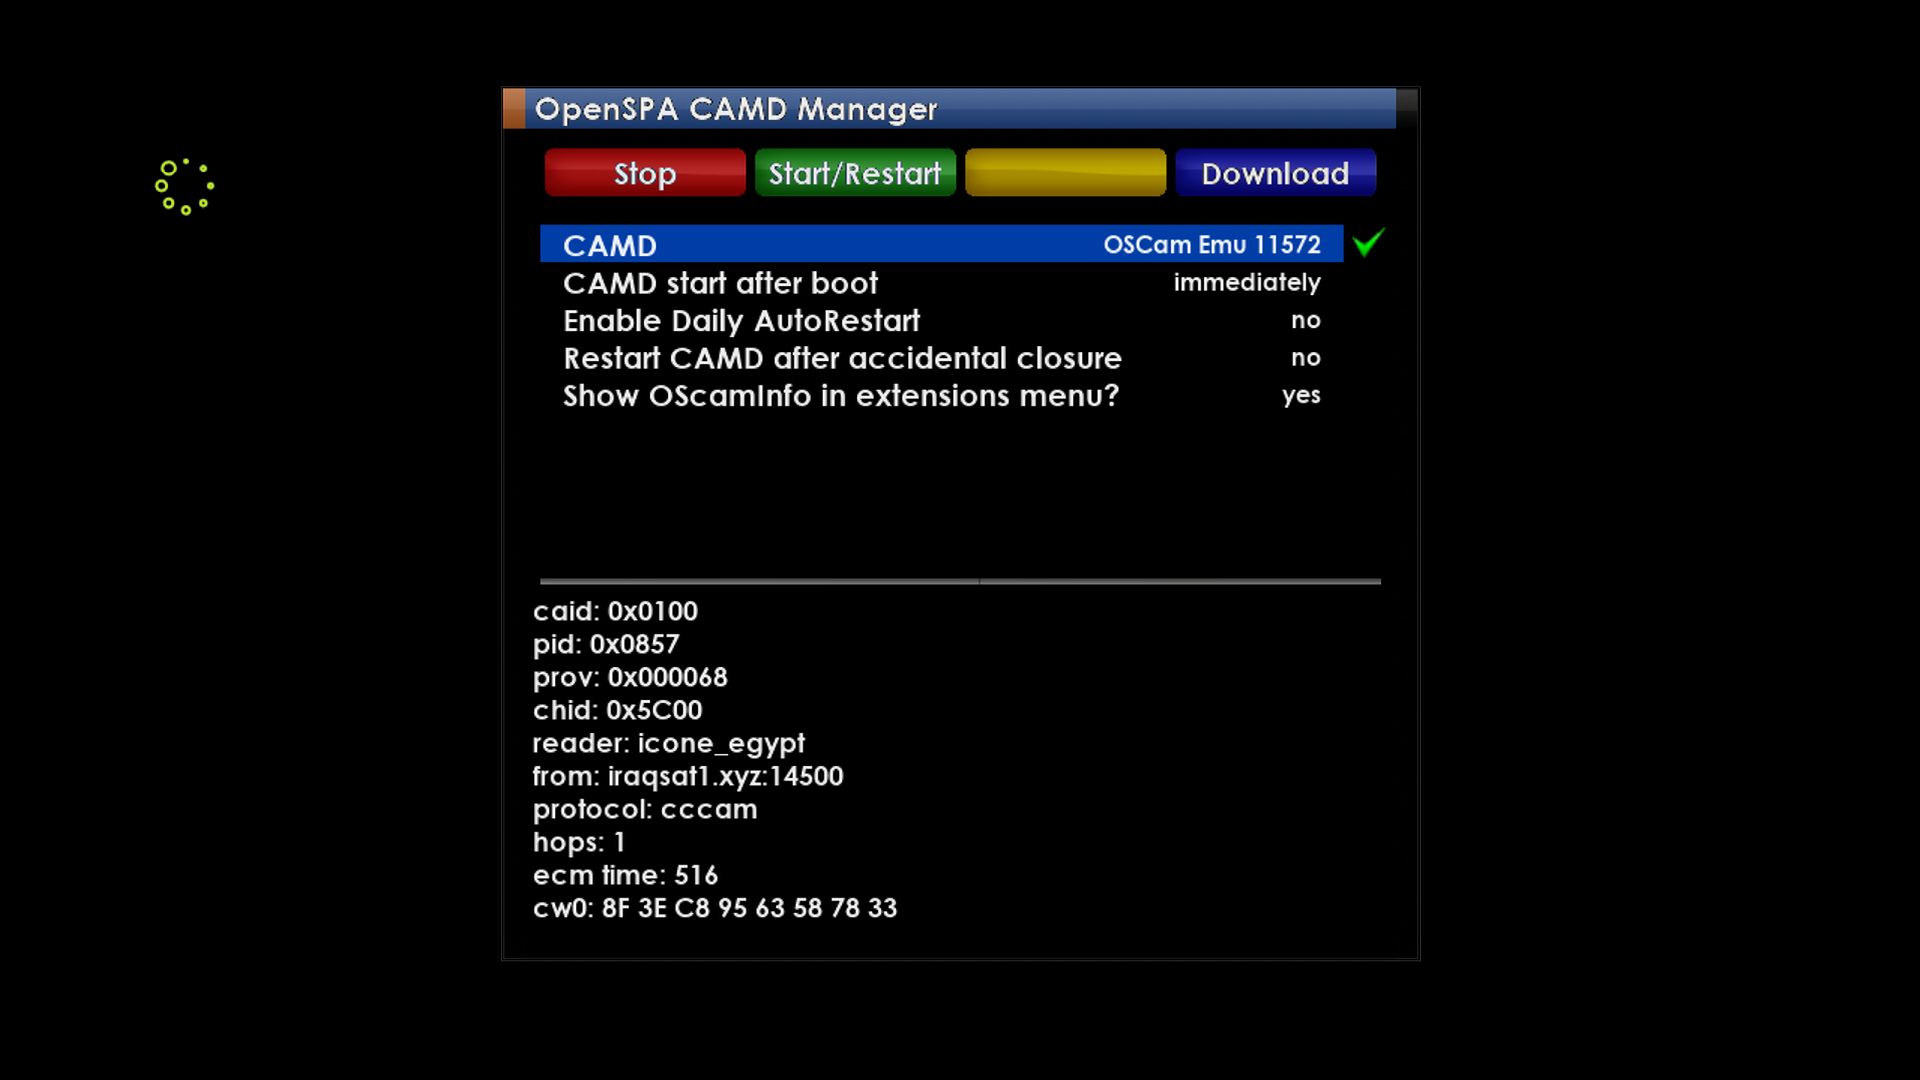 OpenSPA CAMD Manager
Stop Start/Restart Download
CAMD OSCam Emu 11572
CAMD start after boot immediately
Enable Daily AutoRestart no
Restart CAMD after accidental closure no
Show OScamInfo in extensions menu? yes
caid: 0x0100
pid: 0x0857
prov: 0x000068
chid: 0x5C00
reader: icone_egypt
from: iraqsat1.xyz:14500
protocol: cccam
hops: 1
ecm time: 516
cw0: 8F 3E C8 95 63 58 78 33